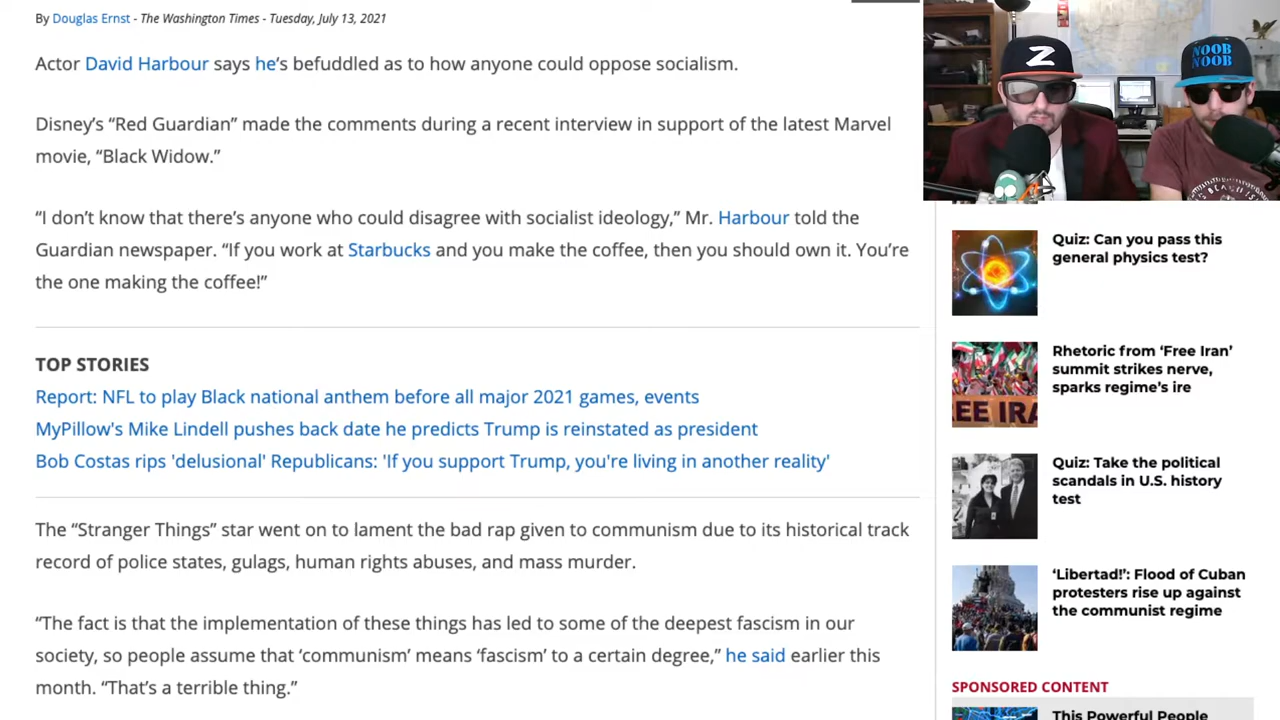 By Douglas Ernst - The Washington Times - Tuesday, July 13, 2021
Actor David Harbour says he's befuddled as to how anyone could oppose socialism.
Disney's “Red Guardian” made the comments during a recent interview in support of the latest Marvel
movie, “Black Widow.”
“I don't know that there's anyone who could disagree with socialist ideology,” Mr. Harbour told the
Guardian newspaper. “If you work at Starbucks and you make the coffee, then you should own it. You're
the one making the coffee!”
TOP STORIES
Report: NFL to play Black national anthem before all major 2021 games, events
MyPillow's Mike Lindell pushes back date he predicts Trump is reinstated as president
Bob Costas rips 'delusional' Republicans: 'If you support Trump, you're living in another reality'
The “Stranger Things” star went on to lament the bad rap given to communism due to its historical track
record of police states, gulags, human rights abuses, and mass murder.
“The fact is that the implementation of these things has led to some of the deepest fascism in our
society, so people assume that ‘communism’ means ‘fascism’ to a certain degree,” he said earlier this
month. “That's a terrible thing.”
Z
NOOB
NOOB
Quiz: Can you pass this
general physics test?
Rhetoric from ‘Free Iran’
summit strikes nerve,
sparks regime's ire
EE IRA
Quiz: Take the political
scandals in U.S. history
test
‘Libertad!’: Flood of Cuban
protesters rise up against
the communist regime
SPONSORED CONTENT
This Powerful People